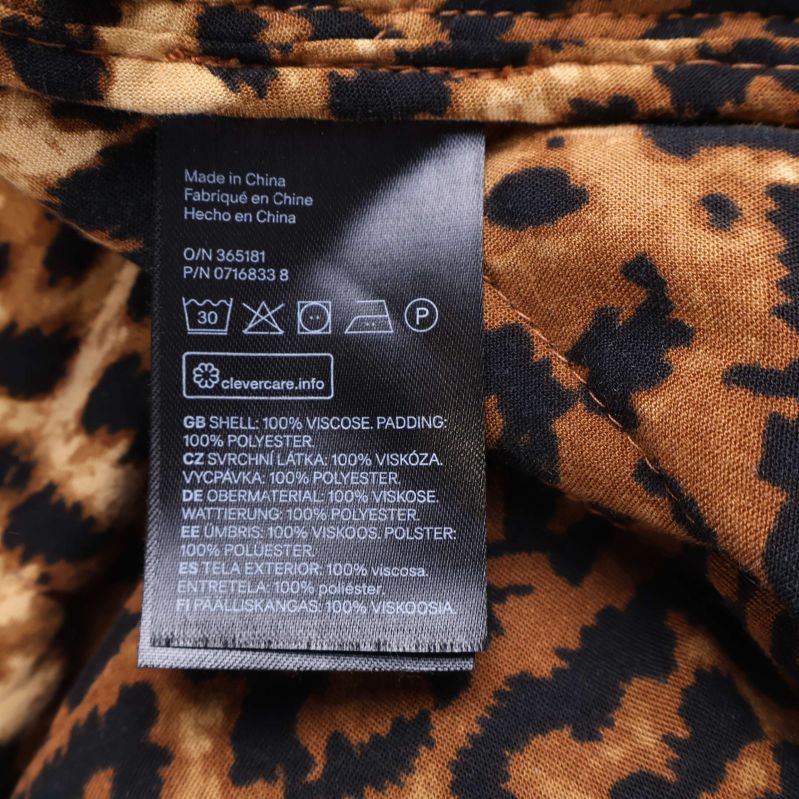 Made in China
Fabriqué en Chine
Hecho en China
O/N 365181
P/N 0716833 8
30 P
clevercare.info
GB SHELL: 100% VISCOSE. PADDING:
100% POLYESTER.
CZ SVRCHNÍ LÁTKA: 100% VISKÓZA.
VYCPÁVKA: 100% POLYESTER.
DE OBERMATERIAL: 100% VISKOSE.
WATTIERUNG: 100% POLYESTER.
EE ÜMBRIS: 100% VISKOOS. POLSTER:
100% POLÜESTER.
ES TELA EXTERIOR: 100% viscosa.
ENTRETELA: 100% poliéster.
FI PÄÄLLISKANGAS: 100% VISKOOSIA.